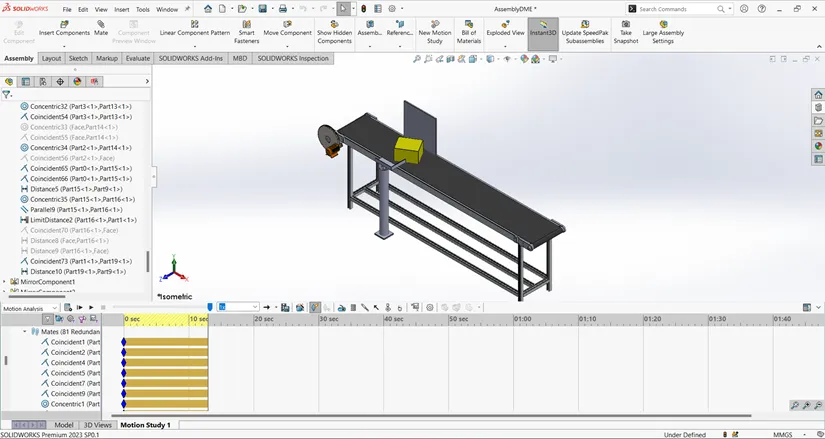 SOLIDWORKS
File Edit View Insert Tools Window
AssemblyDME *
Search Commands
Edit Component
Insert Components
Mate
Component Preview Window
Linear Component Pattern
Smart Fasteners
Move Component
Show Hidden Components
Assemb...
Referenc...
New Motion Study
Bill of Materials
Exploded View
Instant3D
Update SpeedPak Subassemblies
Take Snapshot
Large Assembly Settings
Assembly Layout Sketch Markup Evaluate SOLIDWORKS Add-Ins MBD SOLIDWORKS Inspection
Concentric32 (Part3<1>,Part13<1>)
Coincident54 (Part3<1>,Part13<1>)
Concentric33 (Face,Part14<1>)
Coincident55 (Face,Part14<1>)
Concentric34 (Part2<1>,Part14<1>)
Coincident56 (Part2<1>,Face)
Coincident65 (Part0<1>,Part15<1>)
Coincident66 (Part0<1>,Part15<1>)
Distance5 (Part15<1>,Part9<1>)
Concentric35 (Part15<1>,Part16<1>)
Parallel9 (Part15<1>,Part16<1>)
LimitDistance2 (Part16<1>,Part1<1>)
Coincident70 (Part16<1>,Face)
Distance8 (Face,Part16<1>)
Distance9 (Part16<1>,Face)
Coincident73 (Part19<1>,Part1<1>)
Distance10 (Part19<1>,Part9<1>)
MirrorComponent1
Y
Z X
*Isometric
Motion Analysis
1x
0 sec 10 sec 20 sec 30 sec 40 sec 50 sec 01:00 01:10 01:20 01:30 01:40
Mates (81 Redundan
Coincident1 (Part
Coincident2 (Part
Coincident4 (Part
Coincident5 (Part
Coincident7 (Part
Coincident9 (Part
Concentric1 (Part
Model 3D Views Motion Study 1
SOLIDWORKS Premium 2023 SP0.1
Under Defined
MMGS